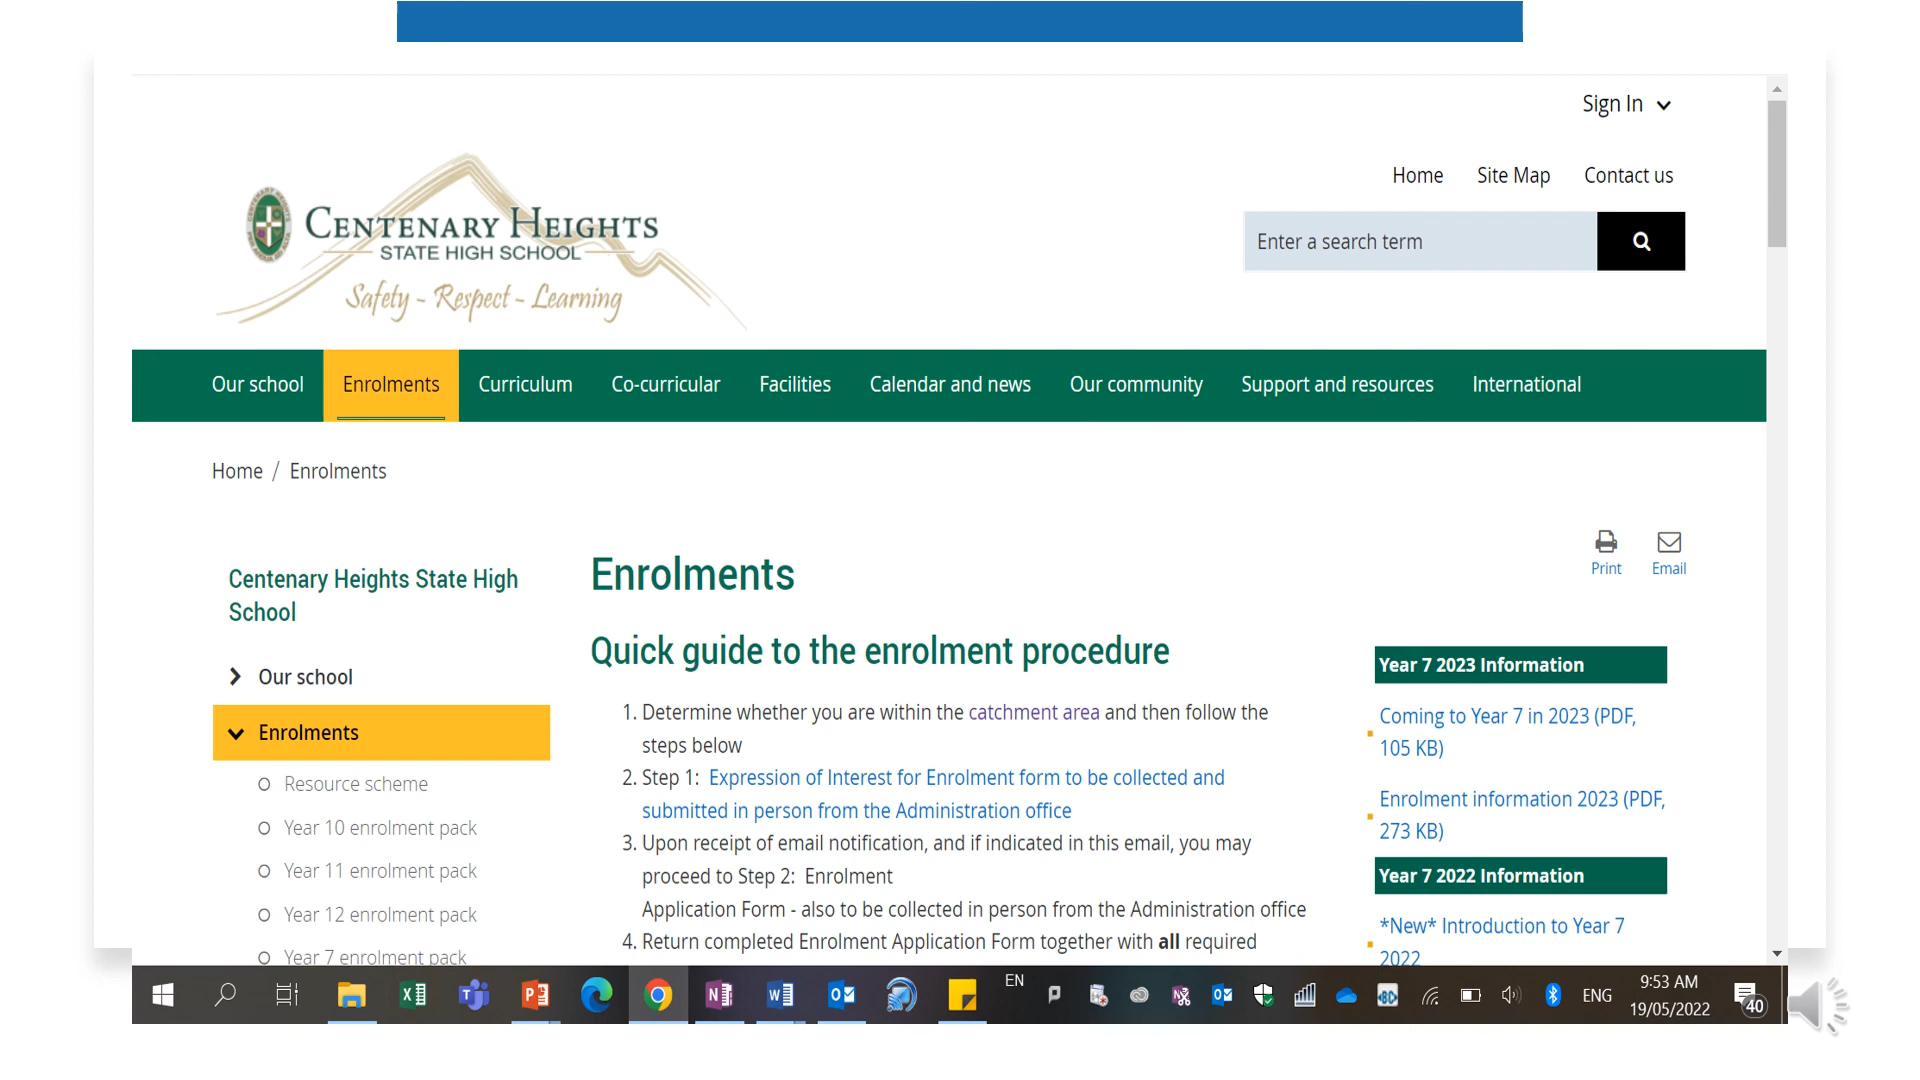 Sign In
Home Site Map Contact us
CENTENARY HEIGHTS
STATE HIGH SCHOOL
Safety - Respect - Learning
Enter a search term
Our school Enrolments Curriculum Co-curricular Facilities Calendar and news Our community Support and resources International
Home / Enrolments
Print Email
Centenary Heights State High
School
Our school
Enrolments
Resource scheme
Year 10 enrolment pack
Year 11 enrolment pack
Year 12 enrolment pack
Year 7 enrolment pack
Enrolments
Quick guide to the enrolment procedure
1. Determine whether you are within the catchment area and then follow the
steps below
2. Step 1: Expression of Interest for Enrolment form to be collected and
submitted in person from the Administration office
3. Upon receipt of email notification, and if indicated in this email, you may
proceed to Step 2: Enrolment
Application Form - also to be collected in person from the Administration office
4. Return completed Enrolment Application Form together with all required
Year 7 2023 Information
Coming to Year 7 in 2023 (PDF,
105 KB)
Enrolment information 2023 (PDF,
273 KB)
Year 7 2022 Information
*New* Introduction to Year 7
2022
EN
ENG
9:53 AM
19/05/2022
40